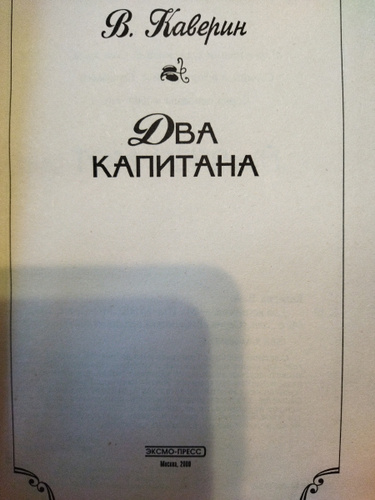 В. Каверин
ДВА
КАПИТАНА
ЭКСМО-ПРЕСС
Москва, 2000